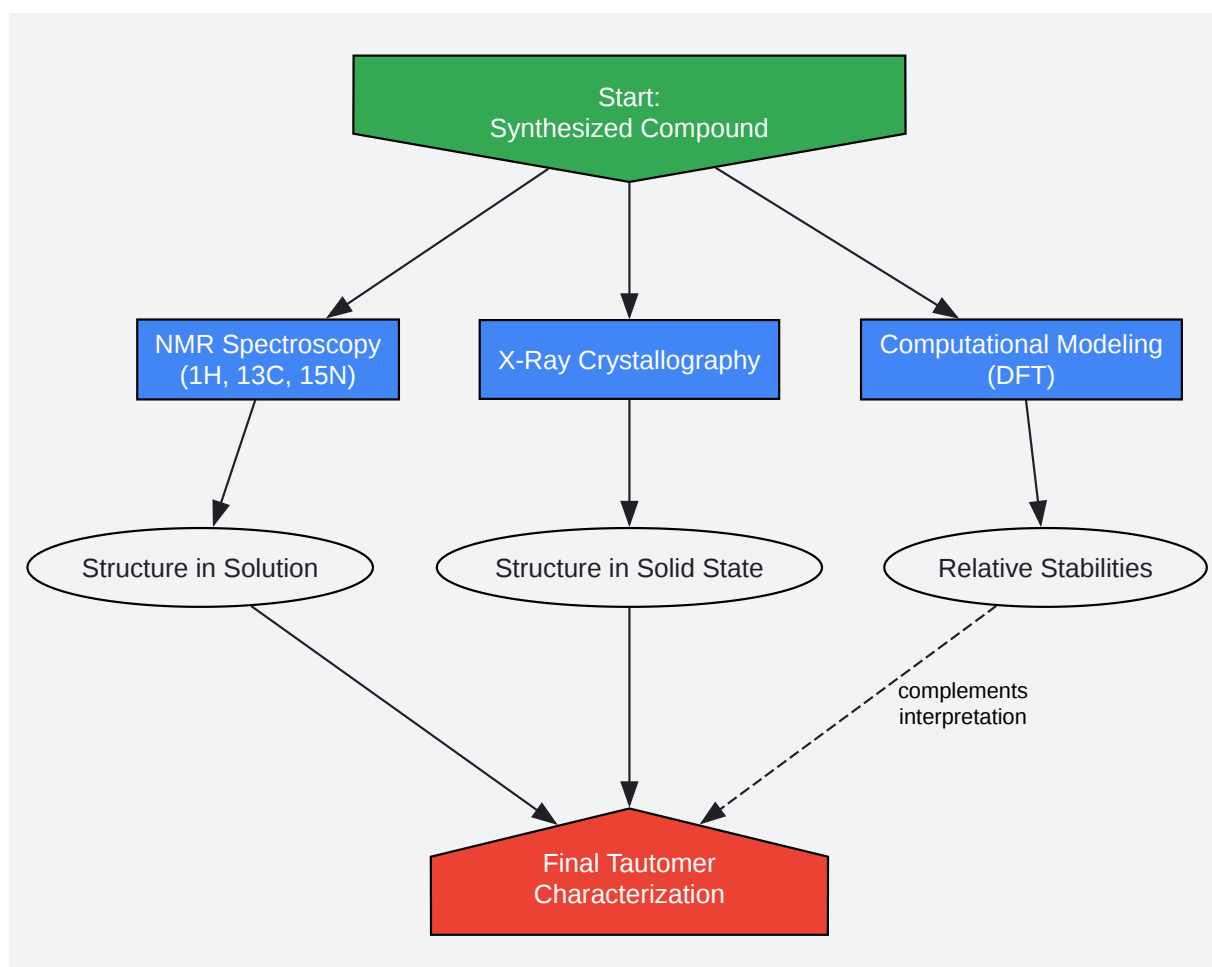 Start:
Synthesized Compound
NMR Spectroscopy
(1H, 13C, 15N)
X-Ray Crystallography
Computational Modeling
(DFT)
Structure in Solution
Structure in Solid State
Relative Stabilities
complements
interpretation
Final Tautomer
Characterization